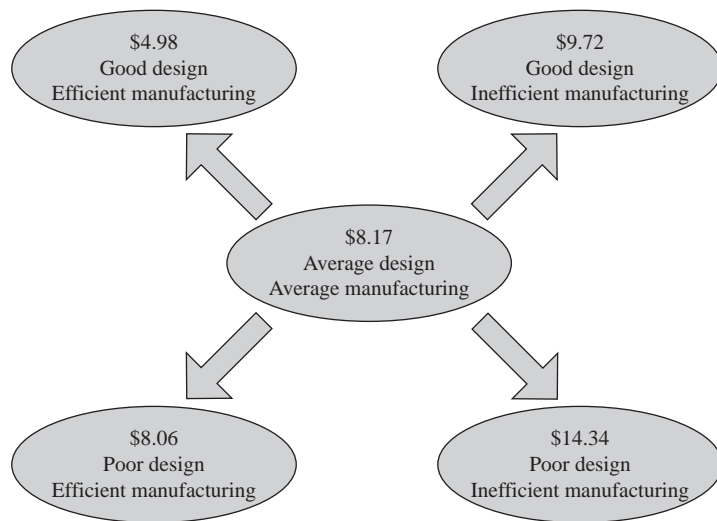 $4.98
Good design
Efficient manufacturing
$9.72
Good design
Inefficient manufacturing
$8.17
Average design
Average manufacturing
$8.06
Poor design
Efficient manufacturing
$14.34
Poor design
Inefficient manufacturing